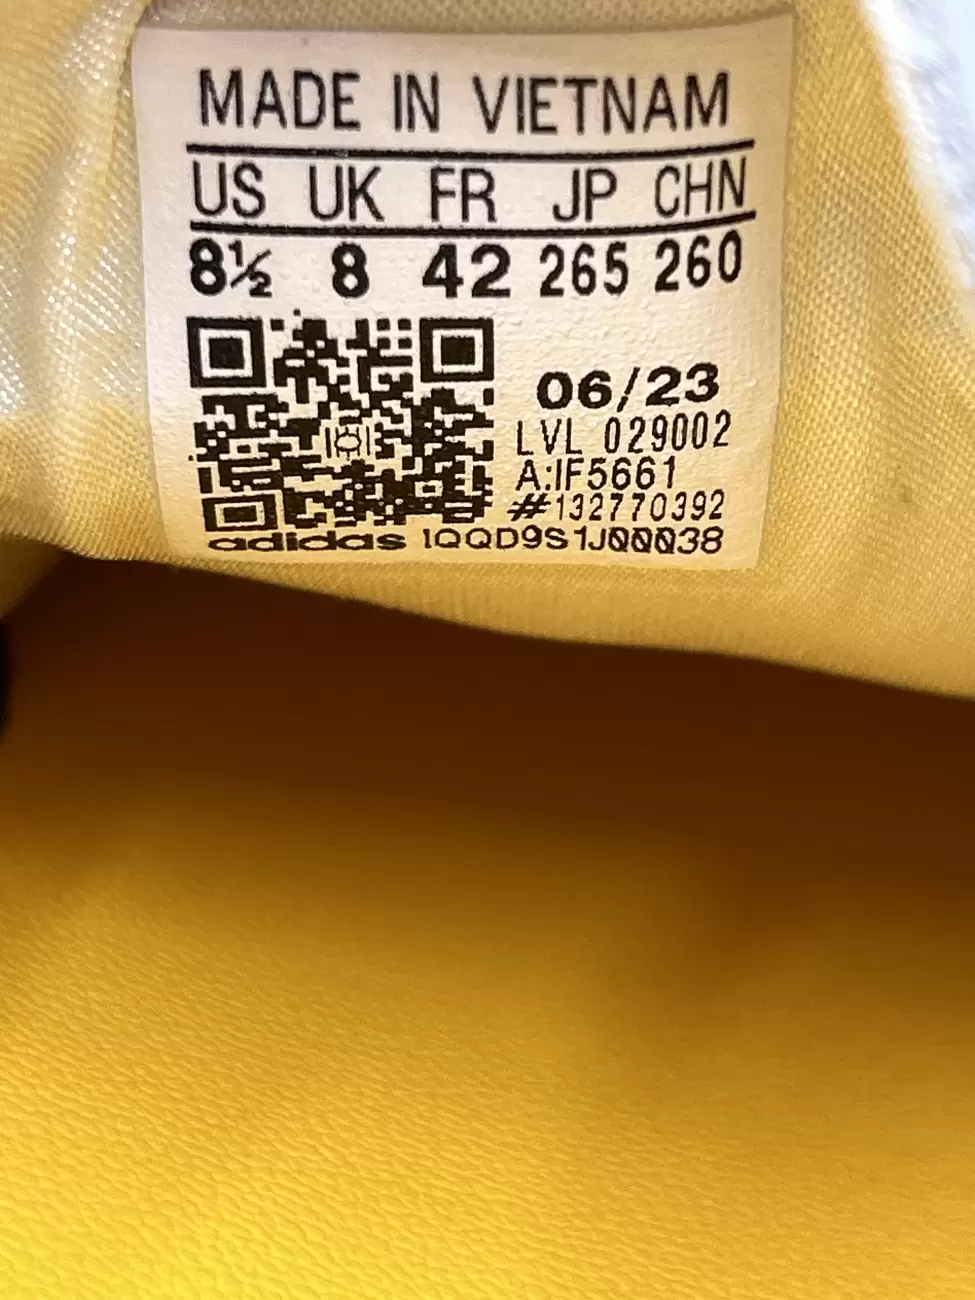 MADE IN VIETNAM
US UK FR JP CHN
8½ 8 42 265 260
06/23
LVL 029002
A:IF5661
#132770392
adidas 1QQD9S1J00038